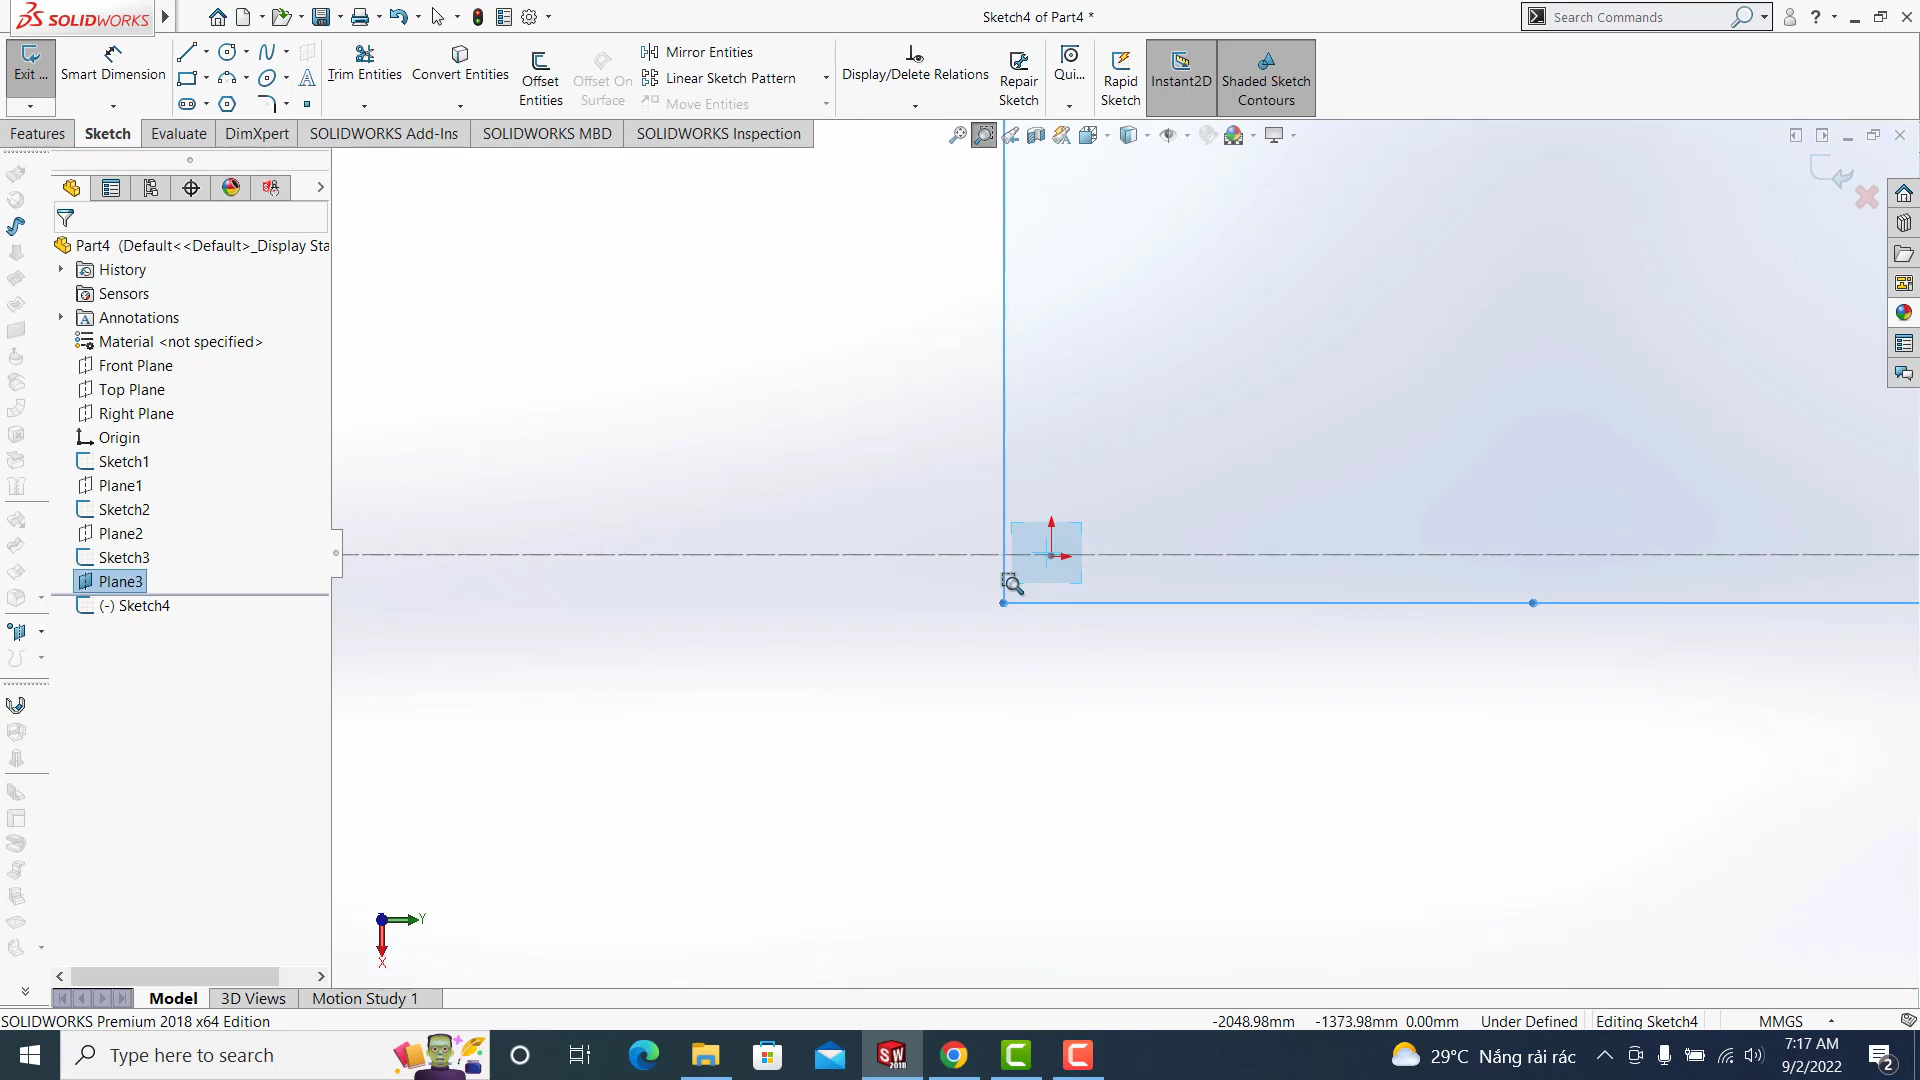 SOLIDWORKS
Sketch4 of Part4 *
Search Commands
Exit ...
Smart Dimension
Trim Entities
Convert Entities
Offset Entities
Offset On Surface
Mirror Entities
Linear Sketch Pattern
Move Entities
Display/Delete Relations
Repair Sketch
Qui...
Rapid Sketch
Instant2D
Shaded Sketch Contours
Features
Sketch
Evaluate
DimXpert
SOLIDWORKS Add-Ins
SOLIDWORKS MBD
SOLIDWORKS Inspection
Part4 (Default<<Default>_Display Sta
History
Sensors
Annotations
Material <not specified>
Front Plane
Top Plane
Right Plane
Origin
Sketch1
Plane1
Sketch2
Plane2
Sketch3
Plane3
(-) Sketch4
Y
X
Model
3D Views
Motion Study 1
SOLIDWORKS Premium 2018 x64 Edition
-2048.98mm
-1373.98mm
0.00mm
Under Defined
Editing Sketch4
MMGS
Type here to search
SW
2018
29°C Nắng rải rác
7:17 AM
9/2/2022
2